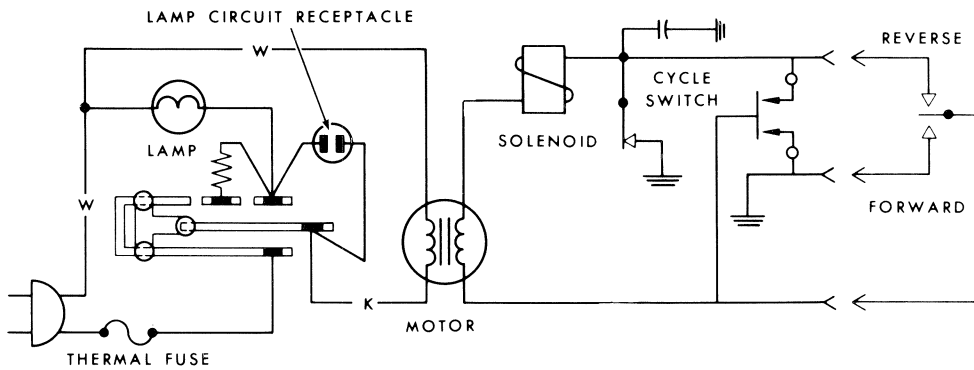 LAMP CIRCUIT RECEPTACLE
W
REVERSE
CYCLE
SWITCH
SOLENOID
LAMP
W
FORWARD
K
MOTOR
THERMAL FUSE